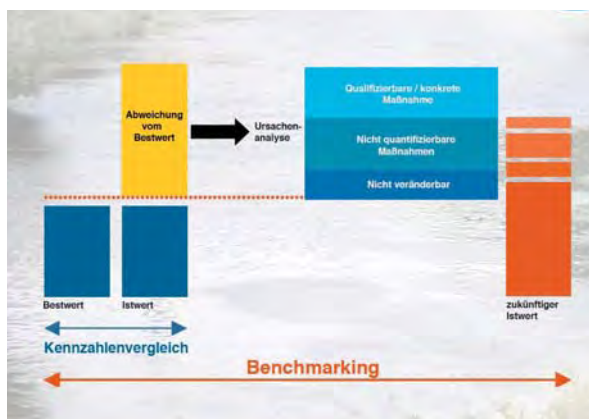 Abweichung
vom
Bestwert
Ursachen-
analyse
Qualifizierbare / konkrete
Maßnahme
Nicht quantifizierbare
Maßnahmen
Nicht veränderbar
Bestwert
Istwert
zukünftiger
Istwert
Kennzahlenvergleich
Benchmarking